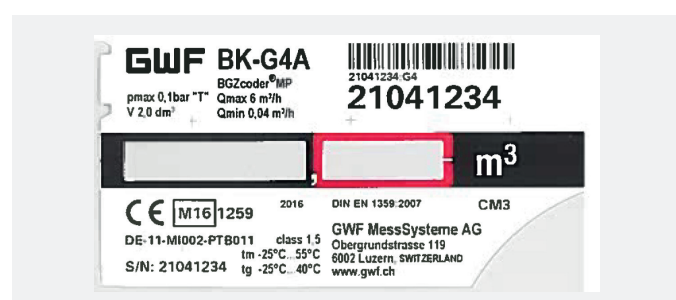 GWF BK-G4A
BGZcoder®MP
pmax 0,1bar "T" Qmax 6 m³/h
V 2,0 dm³ Qmin 0,04 m³/h
21041234 G4
21041234
, m³
CE M16 1259 2016 DIN EN 1359:2007 CM3
DE-11-MI002-PTB011 class 1,5
tm -25°C...55°C
S/N: 21041234 tg -25°C...40°C
GWF MessSysteme AG
Obergrundstrasse 119
6002 Luzern, SWITZERLAND
www.gwf.ch